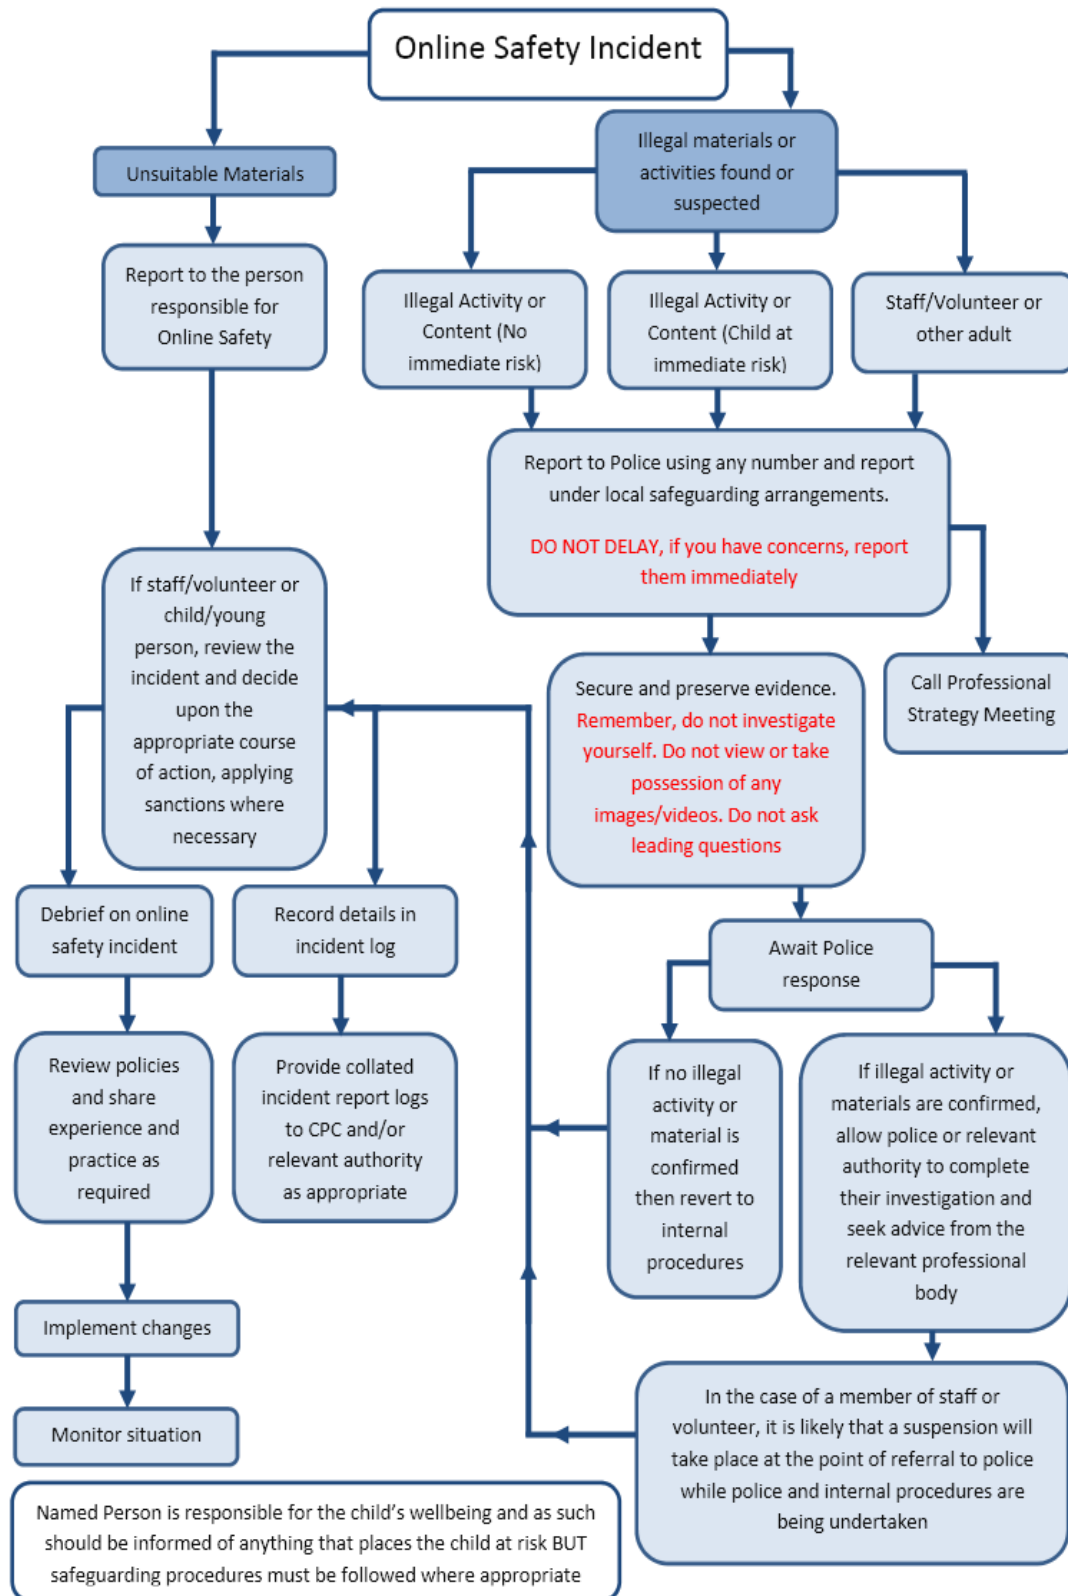 Online Safety Incident
Unsuitable Materials
Illegal materials or
activities found or
suspected
Report to the person
responsible for
Online Safety
Illegal Activity or
Content (No
immediate risk)
Illegal Activity or
Content (Child at
immediate risk)
Staff/Volunteer or
other adult
Report to Police using any number and report
under local safeguarding arrangements.
DO NOT DELAY, if you have concerns, report
them immediately
If staff/volunteer or
child/young
person, review the
incident and decide
upon the
appropriate course
of action, applying
sanctions where
necessary
Secure and preserve evidence.
Remember, do not investigate
yourself. Do not view or take
possession of any
images/videos. Do not ask
leading questions
Call Professional
Strategy Meeting
Debrief on online
safety incident
Record details in
incident log
Await Police
response
Review policies
and share
experience and
practice as
required
Provide collated
incident report logs
to CPC and/or
relevant authority
as appropriate
If no illegal
activity or
material is
confirmed
then revert to
internal
procedures
If illegal activity or
materials are confirmed,
allow police or relevant
authority to complete
their investigation and
seek advice from the
relevant professional
body
Implement changes
Monitor situation
In the case of a member of staff or
volunteer, it is likely that a suspension will
take place at the point of referral to police
while police and internal procedures are
being undertaken
Named Person is responsible for the child's wellbeing and as such
should be informed of anything that places the child at risk BUT
safeguarding procedures must be followed where appropriate